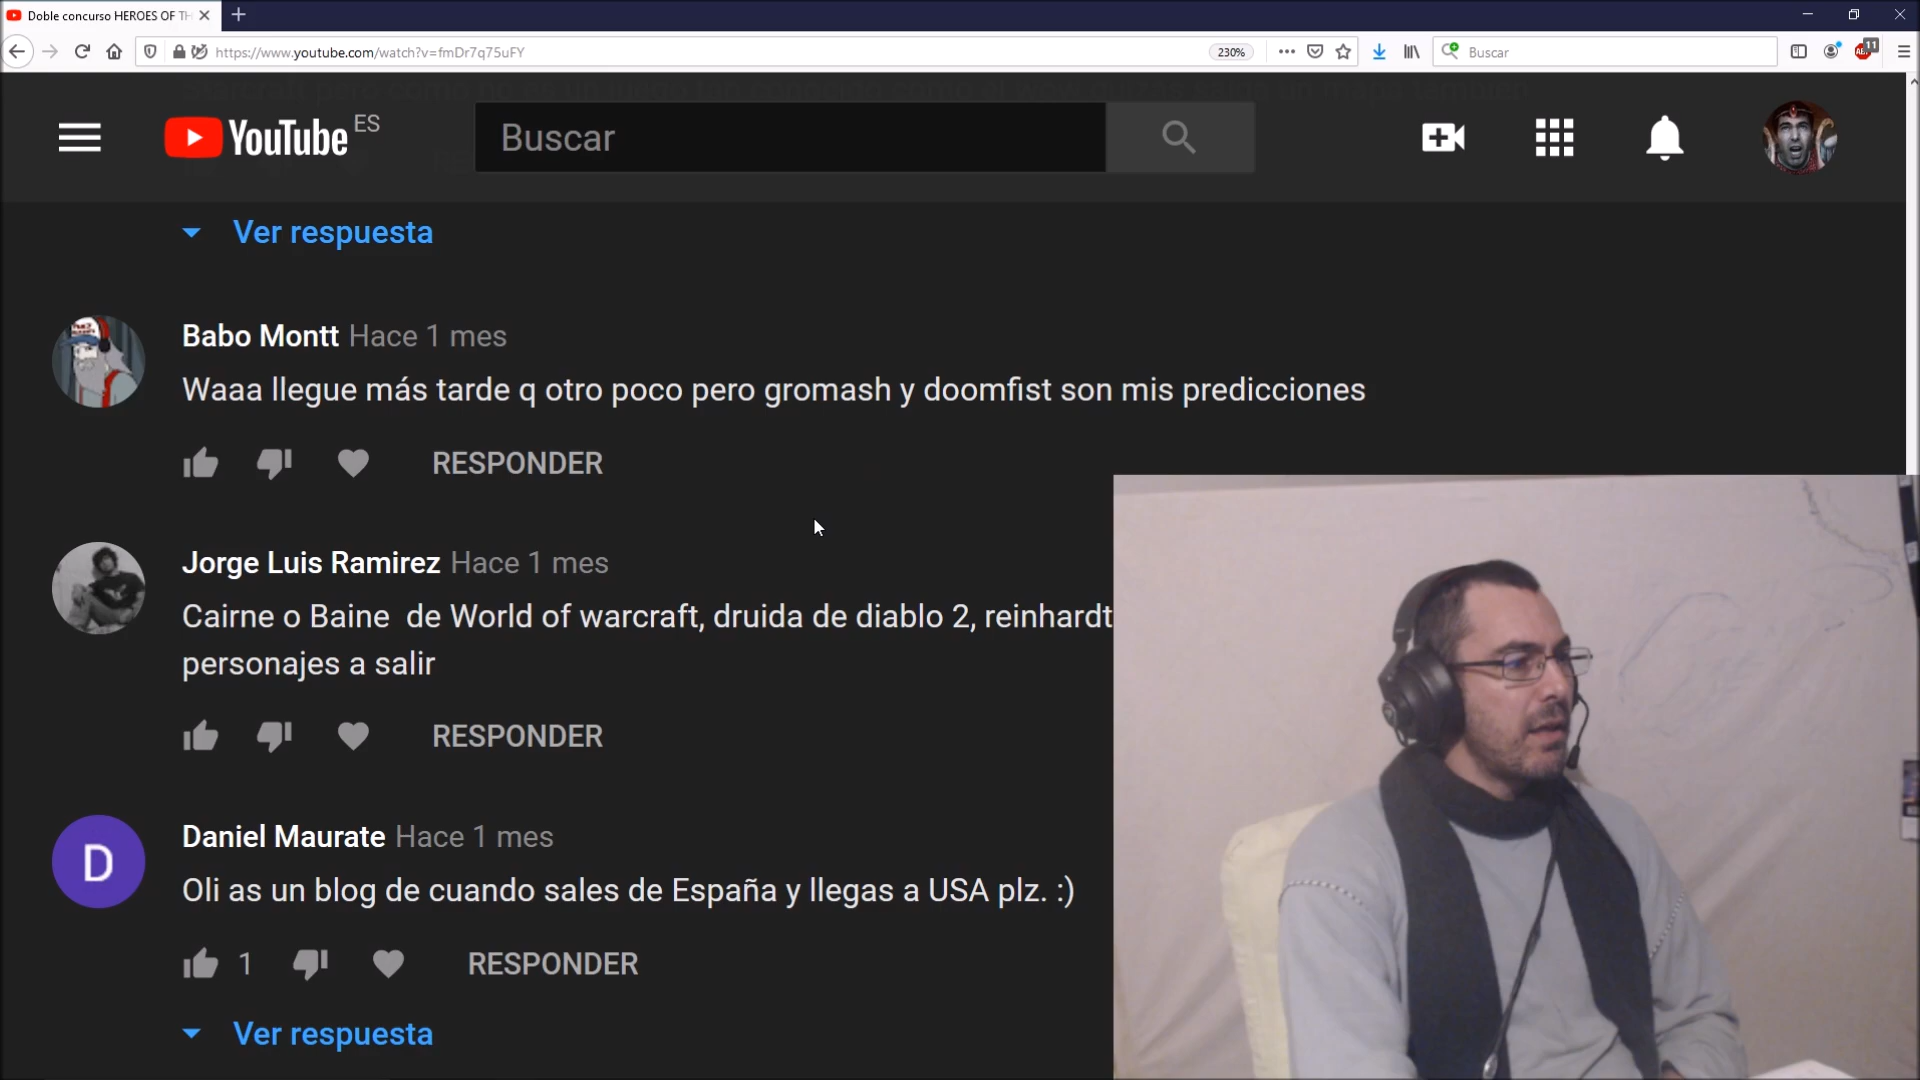 Doble concurso HEROES OF TH
https://www.youtube.com/watch?v=fmDr7q75uFY
230%
Buscar
11
YouTube ES
Buscar
Ver respuesta
Babo Montt Hace 1 mes
Waaa llegue más tarde q otro poco pero gromash y doomfist son mis predicciones
RESPONDER
Jorge Luis Ramirez Hace 1 mes
Cairne o Baine de World of warcraft, druida de diablo 2, reinhardt
personajes a salir
RESPONDER
D
Daniel Maurate Hace 1 mes
Oli as un blog de cuando sales de España y llegas a USA plz. :)
1
RESPONDER
Ver respuesta